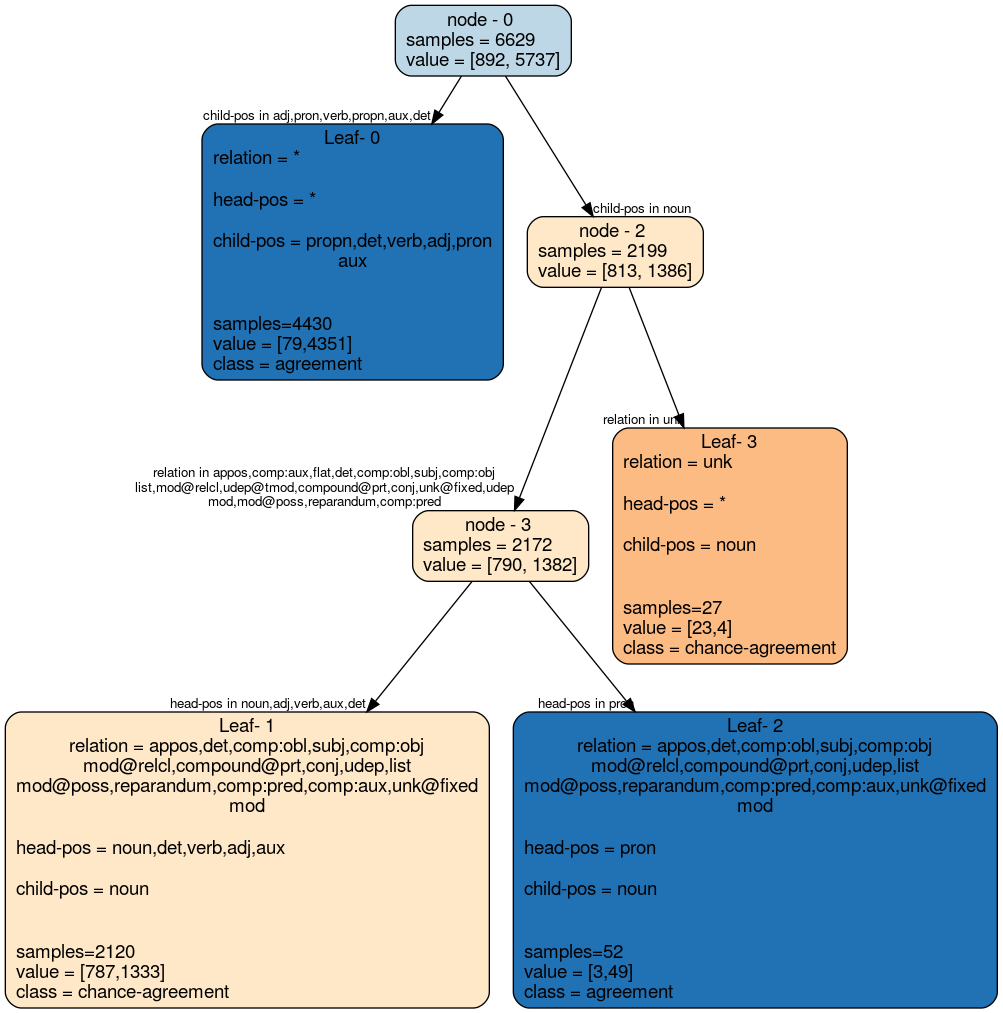 node - 0
samples = 6629
value = [892, 5737]
child-pos in adj,pron,verb,propn,aux,det
Leaf- 0
relation = *
head-pos = *
child-pos = propn,det,verb,adj,pron
aux
samples=4430
value = [79,4351]
class = agreement
child-pos in noun
node - 2
samples = 2199
value = [813, 1386]
relation in unk
Leaf- 3
relation = unk
head-pos = *
child-pos = noun
samples=27
value = [23,4]
class = chance-agreement
relation in appos,comp:aux,flat,det,comp:obl,subj,comp:obj
list,mod@relcl,udep@tmod,compound@prt,conj,unk@fixed,udep
mod,mod@poss,reparandum,comp:pred
node - 3
samples = 2172
value = [790, 1382]
head-pos in noun,adj,verb,aux,det
Leaf- 1
relation = appos,det,comp:obl,subj,comp:obj
mod@relcl,compound@prt,conj,udep,list
mod@poss,reparandum,comp:pred,comp:aux,unk@fixed
mod
head-pos = noun,det,verb,adj,aux
child-pos = noun
samples=2120
value = [787,1333]
class = chance-agreement
head-pos in pron
Leaf- 2
relation = appos,det,comp:obl,subj,comp:obj
mod@relcl,compound@prt,conj,udep,list
mod@poss,reparandum,comp:pred,comp:aux,unk@fixed
mod
head-pos = pron
child-pos = noun
samples=52
value = [3,49]
class = agreement